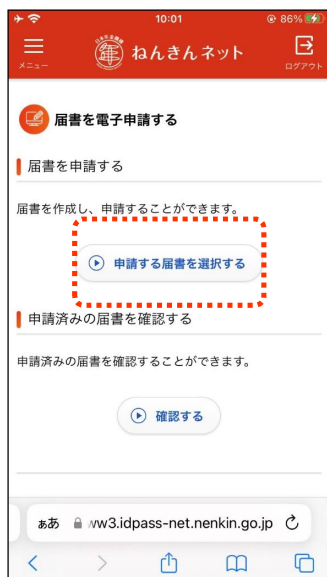 10:01
86%
メニュー
日本年金機構
年
ねんきんネット
ログアウト
届書を電子申請する
届書を申請する
届書を作成し、申請することができます。
申請する届書を選択する
申請済みの届書を確認する
申請済みの届書を確認することができます。
確認する
ぁあ
ww3.idpass-net.nenkin.go.jp